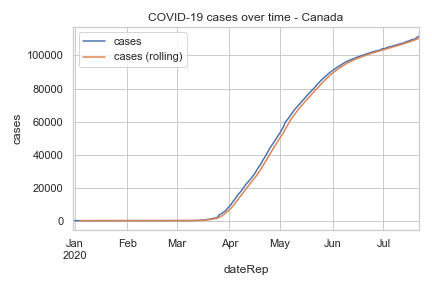 COVID-19 cases over time - Canada
cases
cases (rolling)
100000
80000
60000
40000
20000
0
cases
Jan Feb Mar Apr May Jun Jul
2020
dateRep